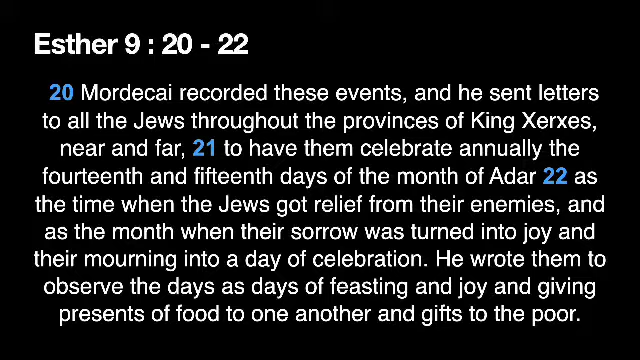 Esther 9 : 20 - 22
20 Mordecai recorded these events, and he sent letters
to all the Jews throughout the provinces of King Xerxes,
near and far, 21 to have them celebrate annually the
fourteenth and fifteenth days of the month of Adar 22 as
the time when the Jews got relief from their enemies, and
as the month when their sorrow was turned into joy and
their mourning into a day of celebration. He wrote them to
observe the days as days of feasting and joy and giving
presents of food to one another and gifts to the poor.